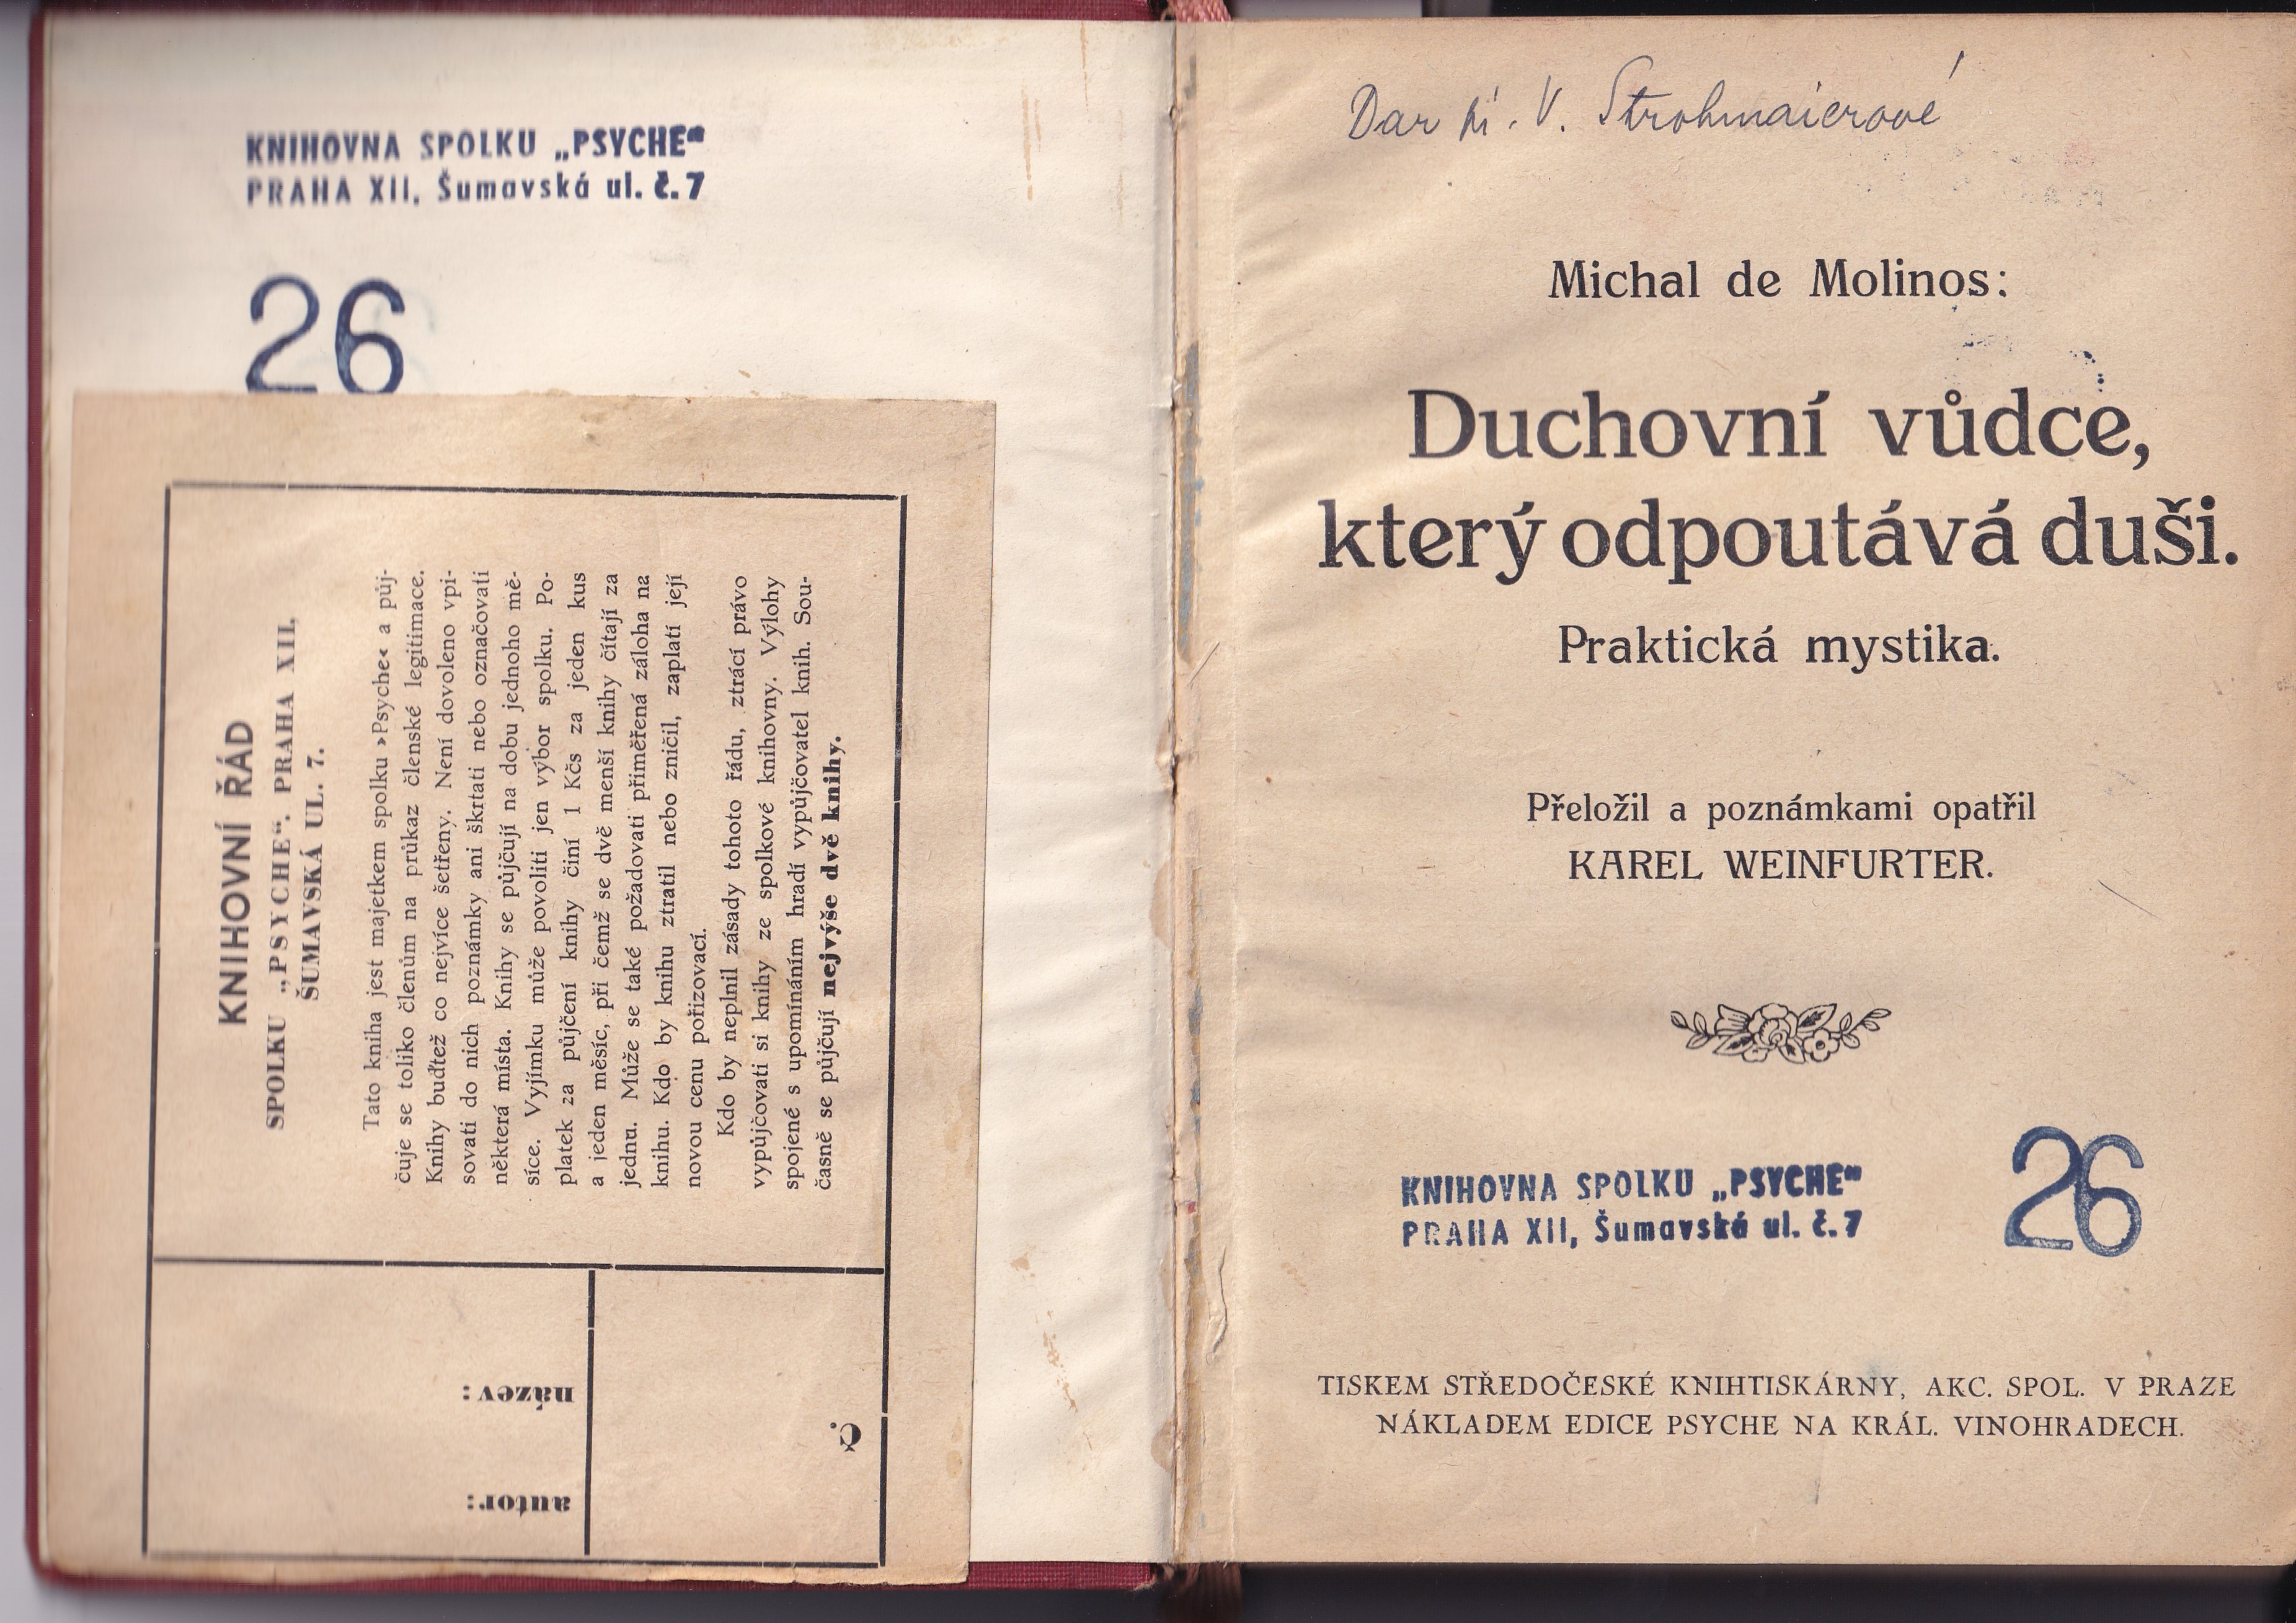 KNIHOVNA SPOLKU „PSYCHE“
PRAHA XII, Šumavská ul. č. 7
26
KNIHOVNÍ ŘÁD
SPOLKU „PSYCHE“. PRAHA XII,
ŠUMAVSKÁ UL. 7.
Tato kniha jest majetkem spolku »Psyche« a půj-
čuje se toliko členům na průkaz členské legitimace.
Knihy buďtež co nejvíce šetřeny. Není dovoleno vpi-
sovati do nich poznámky ani škrtati nebo označovati
některá místa. Knihy se půjčují na dobu jednoho mě-
síce. Vyjímku může povoliti jen výbor spolku. Po-
platek za půjčení knihy činí 1 Kčs za jeden kus
a jeden měsíc, při čemž se dvě menší knihy čítají za
jednu. Může se také požadovati přiměřená záloha na
knihu. Kdo by knihu ztratil nebo zničil, zaplatí její
novou cenu pořizovací.
Kdo by neplnil zásady tohoto řádu, ztrácí právo
vypůjčovati si knihy ze spolkové knihovny. Výlohy
spojené s upomínáním hradí vypůjčovatel knih. Sou-
časně se půjčují nejvýše dvě knihy.
název:
autor:
Č.
Dar V. Strohmaierové
Michal de Molinos:
Duchovní vůdce,
který odpoutává duši.
Praktická mystika.
Přeložil a poznámkami opatřil
KAREL WEINFURTER.
KNIHOVNA SPOLKU „PSYCHE“
PRAHA XII, Šumavská ul. č. 7
26
TISKEM STŘEDOČESKÉ KNIHTISKÁRNY, AKC. SPOL. V PRAZE
NÁKLADEM EDICE PSYCHE NA KRÁL. VINOHRADECH.